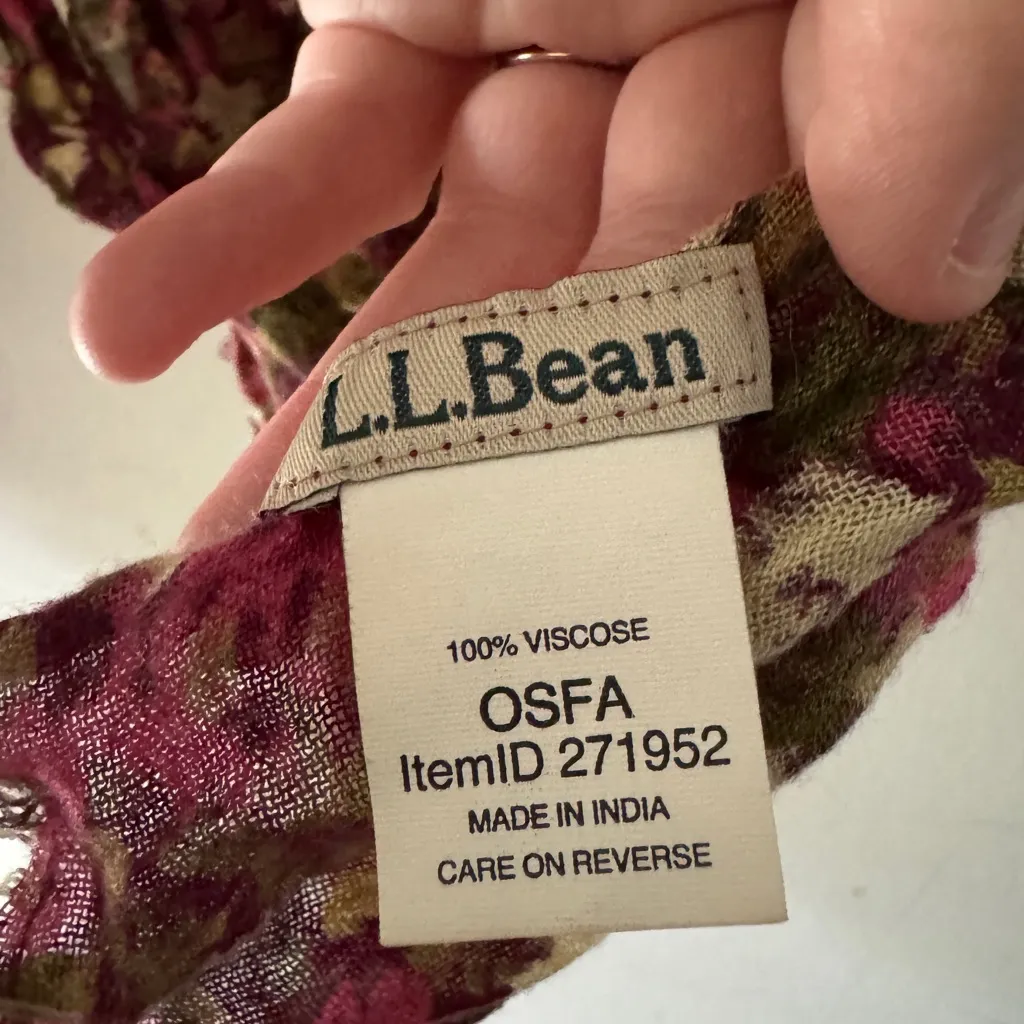 L.L.Bean
100% VISCOSE
OSFA
ItemID 271952
MADE IN INDIA
CARE ON REVERSE